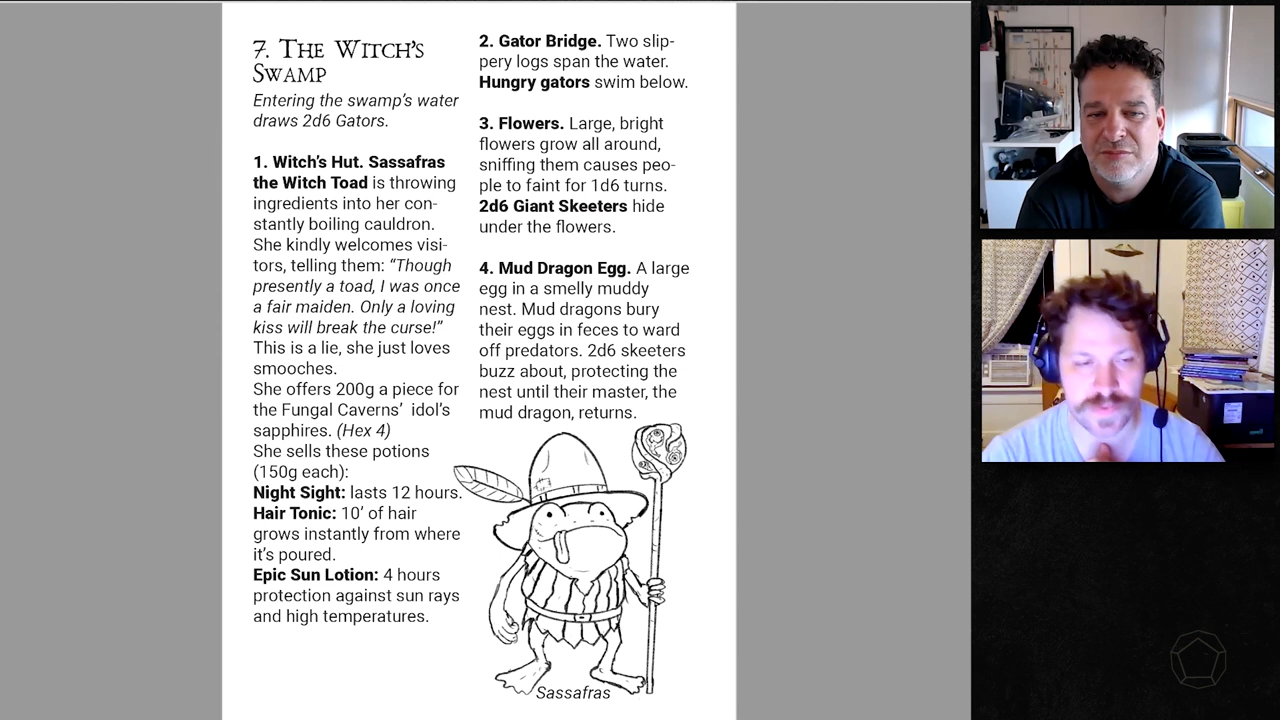 7. The Witch's
Swamp
Entering the swamp's water
draws 2d6 Gators.
1. Witch's Hut. Sassafras
the Witch Toad is throwing
ingredients into her con-
stantly boiling cauldron.
She kindly welcomes visi-
tors, telling them: “Though
presently a toad, I was once
a fair maiden. Only a loving
kiss will break the curse!”
This is a lie, she just loves
smooches.
She offers 200g a piece for
the Fungal Caverns’ idol’s
sapphires. (Hex 4)
She sells these potions
(150g each):
Night Sight: lasts 12 hours.
Hair Tonic: 10’ of hair
grows instantly from where
it’s poured.
Epic Sun Lotion: 4 hours
protection against sun rays
and high temperatures.
2. Gator Bridge. Two slip-
pery logs span the water.
Hungry gators swim below.
3. Flowers. Large, bright
flowers grow all around,
sniffing them causes peo-
ple to faint for 1d6 turns.
2d6 Giant Skeeters hide
under the flowers.
4. Mud Dragon Egg. A large
egg in a smelly muddy
nest. Mud dragons bury
their eggs in feces to ward
off predators. 2d6 skeeters
buzz about, protecting the
nest until their master, the
mud dragon, returns.
Sassafras